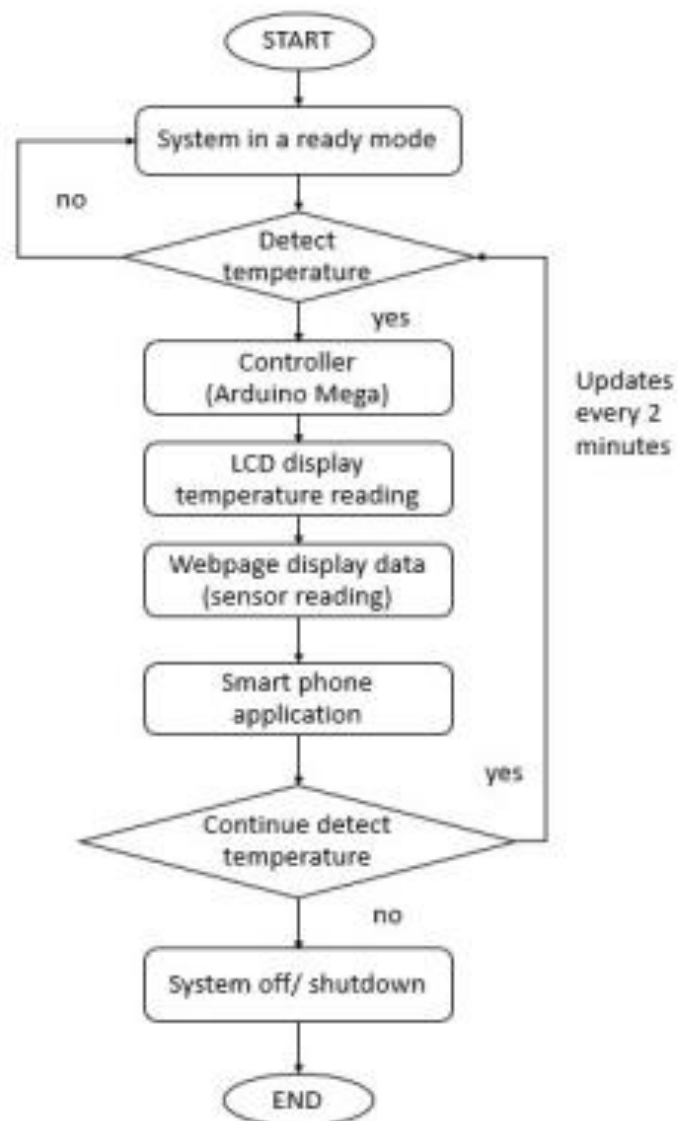 START
System in a ready mode
no
Detect
temperature
yes
Controller
(Arduino Mega)
Updates
every 2
minutes
LCD display
temperature reading
Webpage display data
(sensor reading)
Smart phone
application
yes
Continue detect
temperature
no
System off/ shutdown
END